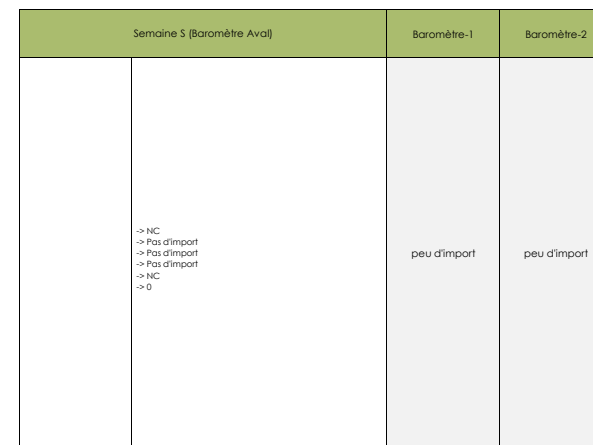 Semaine S (Baromètre Aval)
Baromètre-1
Baromètre-2
-> NC
-> Pas d'import
-> Pas d'import
-> Pas d'import
-> NC
-> 0
peu d'import
peu d'import